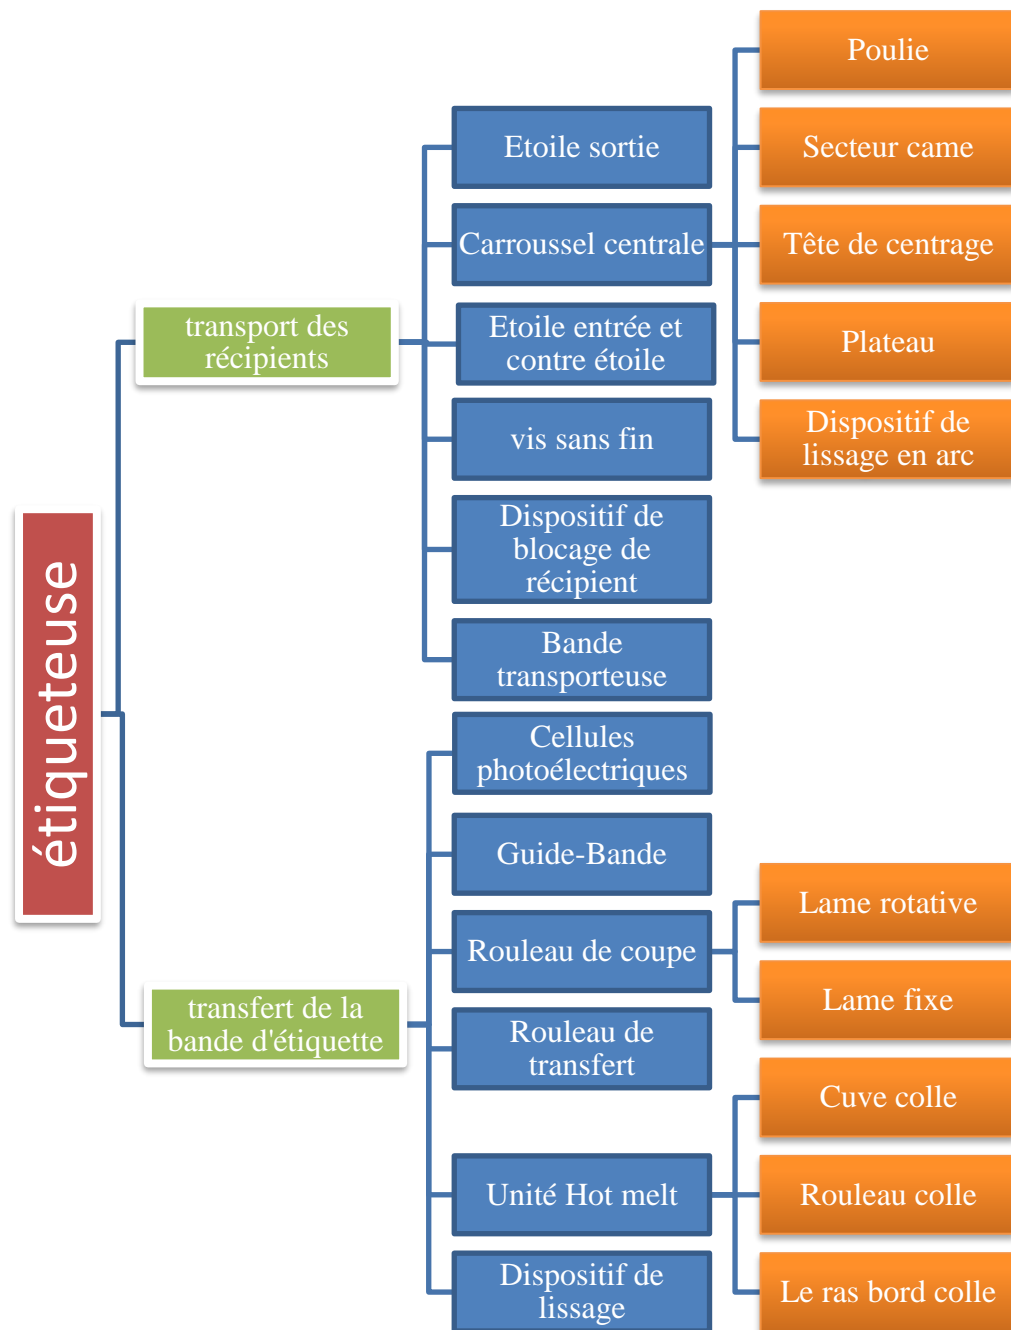 étiqueteuse
transport des
récipients
Etoile sortie
Carroussel centrale
Poulie
Secteur came
Tête de centrage
Plateau
Dispositif de
lissage en arc
Etoile entrée et
contre étoile
vis sans fin
Dispositif de
blocage de
récipient
Bande
transporteuse
transfert de la
bande d'étiquette
Cellules
photoélectriques
Guide-Bande
Rouleau de coupe
Lame rotative
Lame fixe
Rouleau de
transfert
Unité Hot melt
Cuve colle
Rouleau colle
Le ras bord colle
Dispositif de
lissage